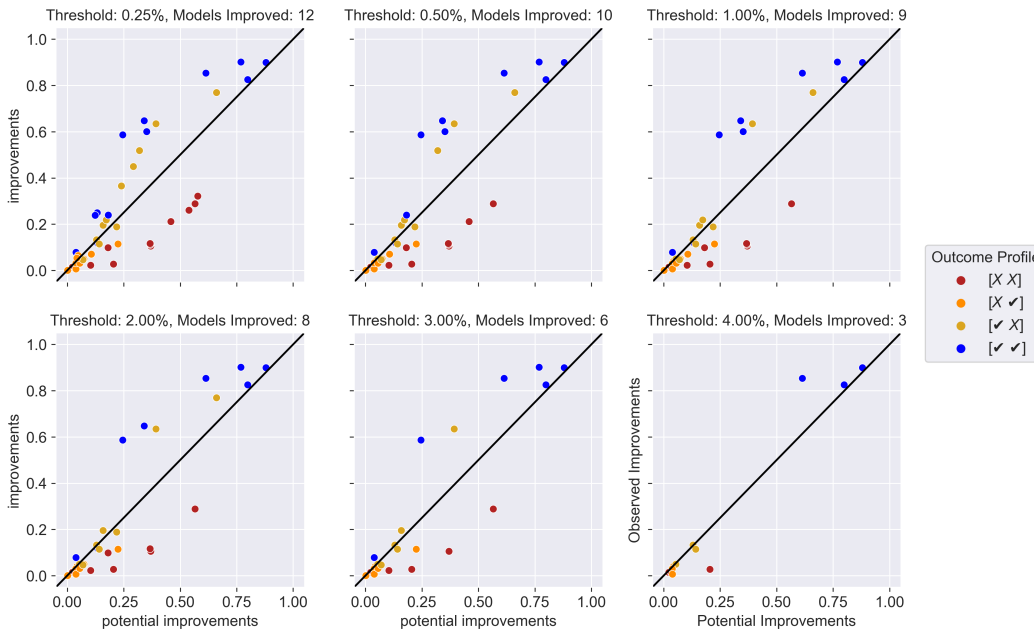 Threshold: 0.25%, Models Improved: 12
Threshold: 0.50%, Models Improved: 10
Threshold: 1.00%, Models Improved: 9
1.0
0.8
0.6
0.4
0.2
0.0
improvements
Outcome Profile
[X X]
[X ✔]
[✔ X]
[✔ ✔]
Threshold: 2.00%, Models Improved: 8
Threshold: 3.00%, Models Improved: 6
Threshold: 4.00%, Models Improved: 3
1.0
0.8
0.6
0.4
0.2
0.0
improvements
Observed Improvements
0.00 0.25 0.50 0.75 1.00
0.00 0.25 0.50 0.75 1.00
0.00 0.25 0.50 0.75 1.00
potential improvements
potential improvements
Potential Improvements